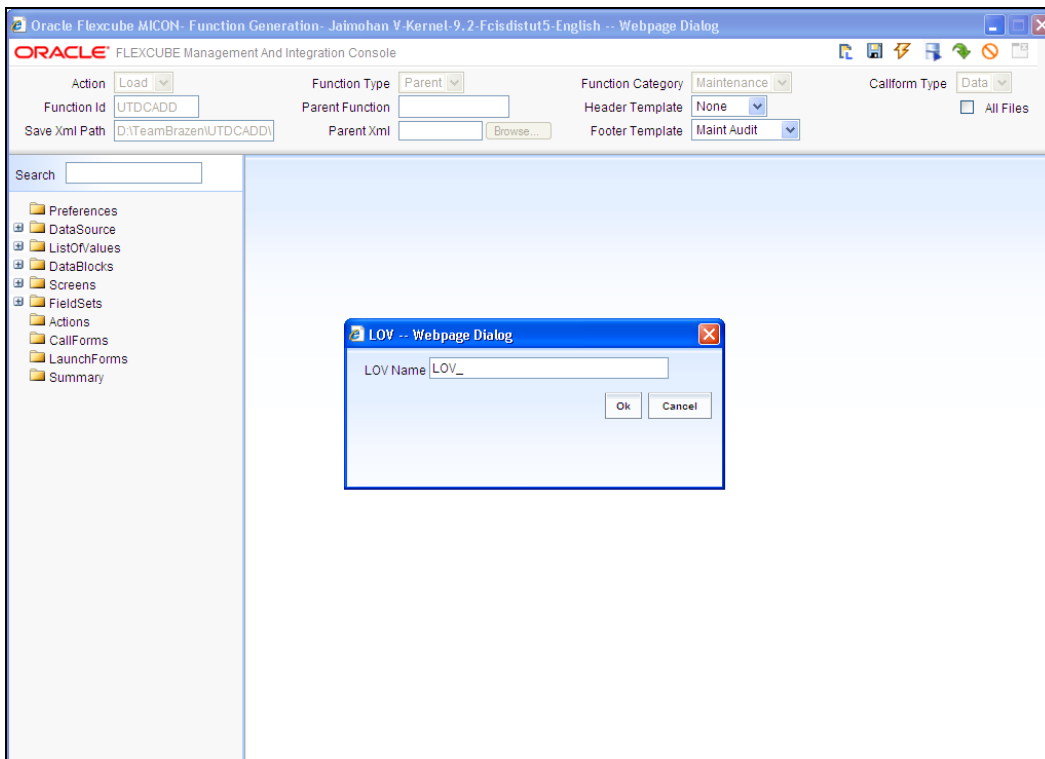 Oracle Flexcube MICON- Function Generation- Jaimohan V-Kernel-9.2-Fcisdistut5-English -- Webpage Dialog
ORACLE FLEXCUBE Management And Integration Console
Action Load Function Type Parent Function Category Maintenance Callform Type Data
Function Id UTDCADD Parent Function Header Template None All Files
Save Xml Path D:\TeamBrazen\UTDCADD\ Parent Xml Browse... Footer Template Maint Audit
Search
Preferences
DataSource
ListOfValues
DataBlocks
Screens
FieldSets
Actions
CallForms
LaunchForms
Summary
LOV -- Webpage Dialog
LOV Name LOV_
Ok Cancel